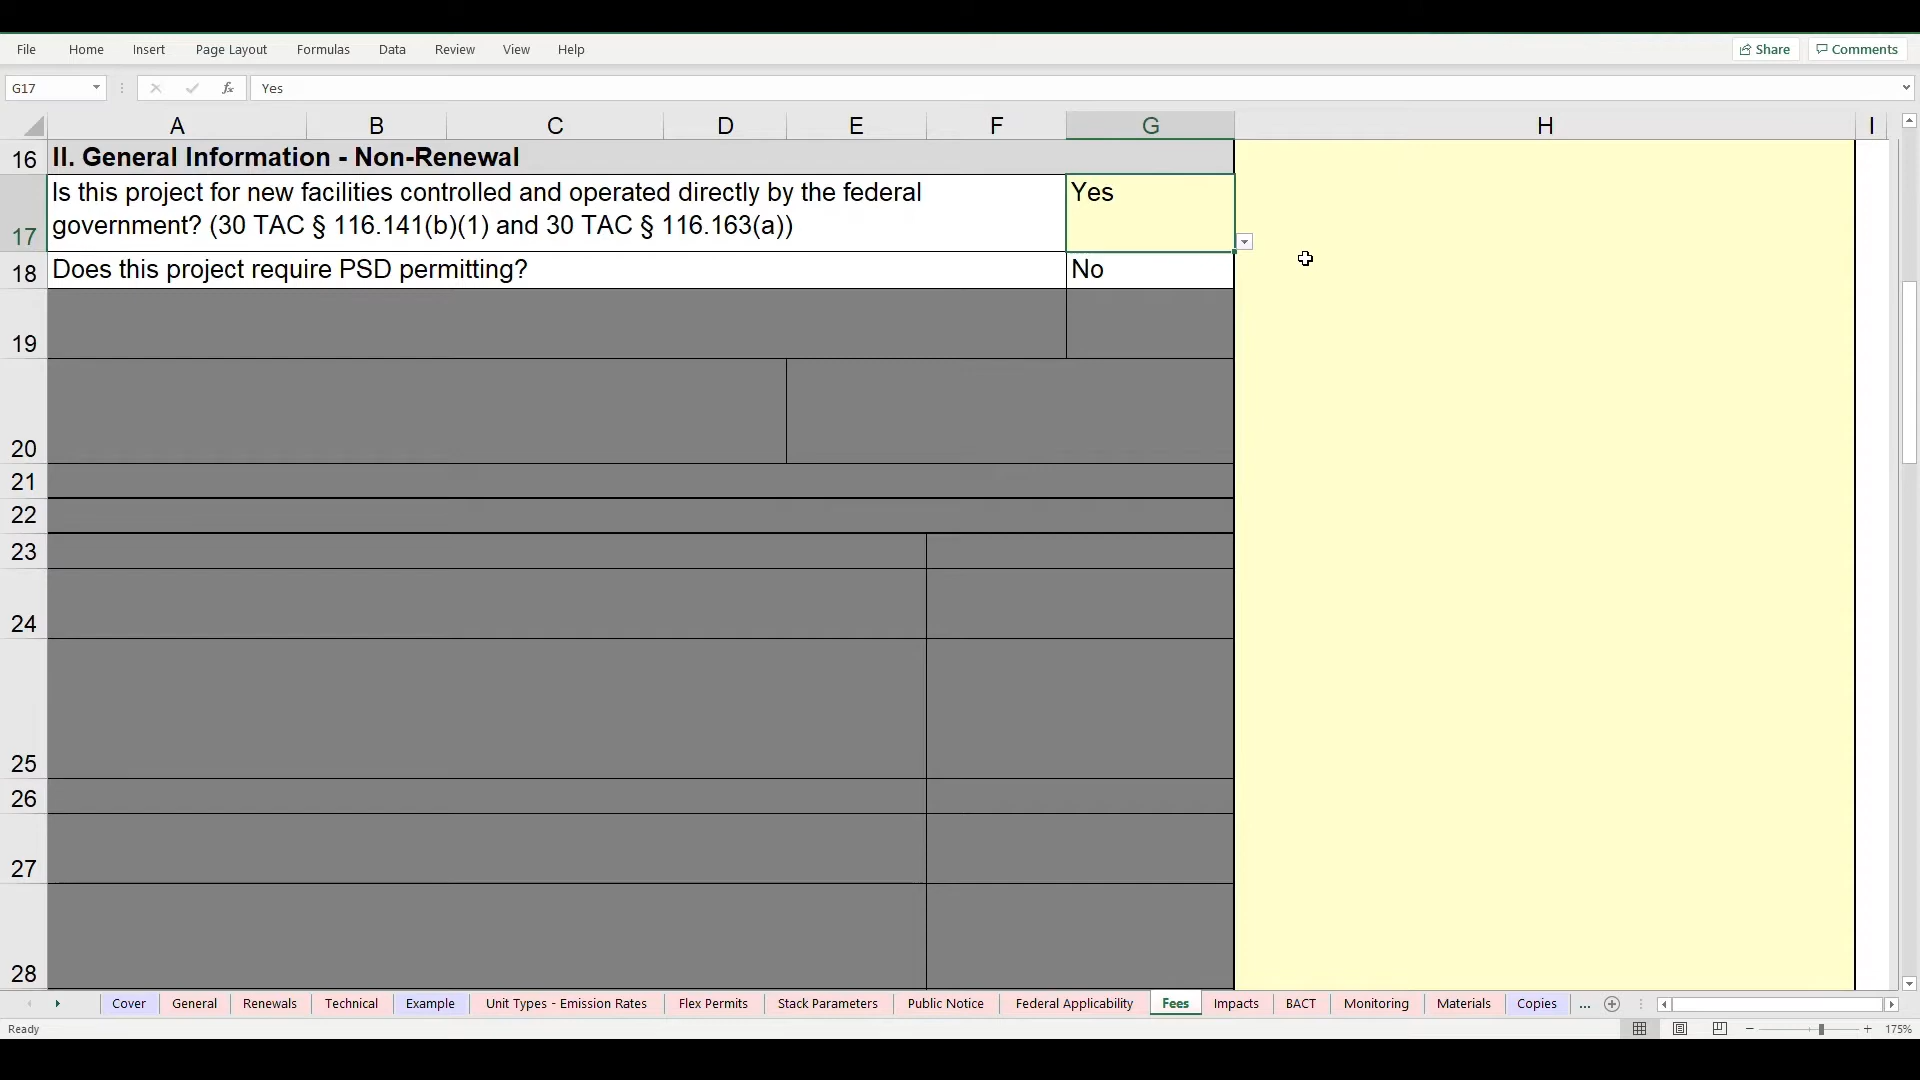 File Home Insert Page Layout Formulas Data Review View Help Share Comments
G17 fx Yes
A B C D E F G H I
16 II. General Information - Non-Renewal
Is this project for new facilities controlled and operated directly by the federal Yes
17 government? (30 TAC § 116.141(b)(1) and 30 TAC § 116.163(a))
18 Does this project require PSD permitting? No
19
20
21
22
23
24
25
26
27
28
Cover General Renewals Technical Example Unit Types - Emission Rates Flex Permits Stack Parameters Public Notice Federal Applicability Fees Impacts BACT Monitoring Materials Copies ...
Ready 175%